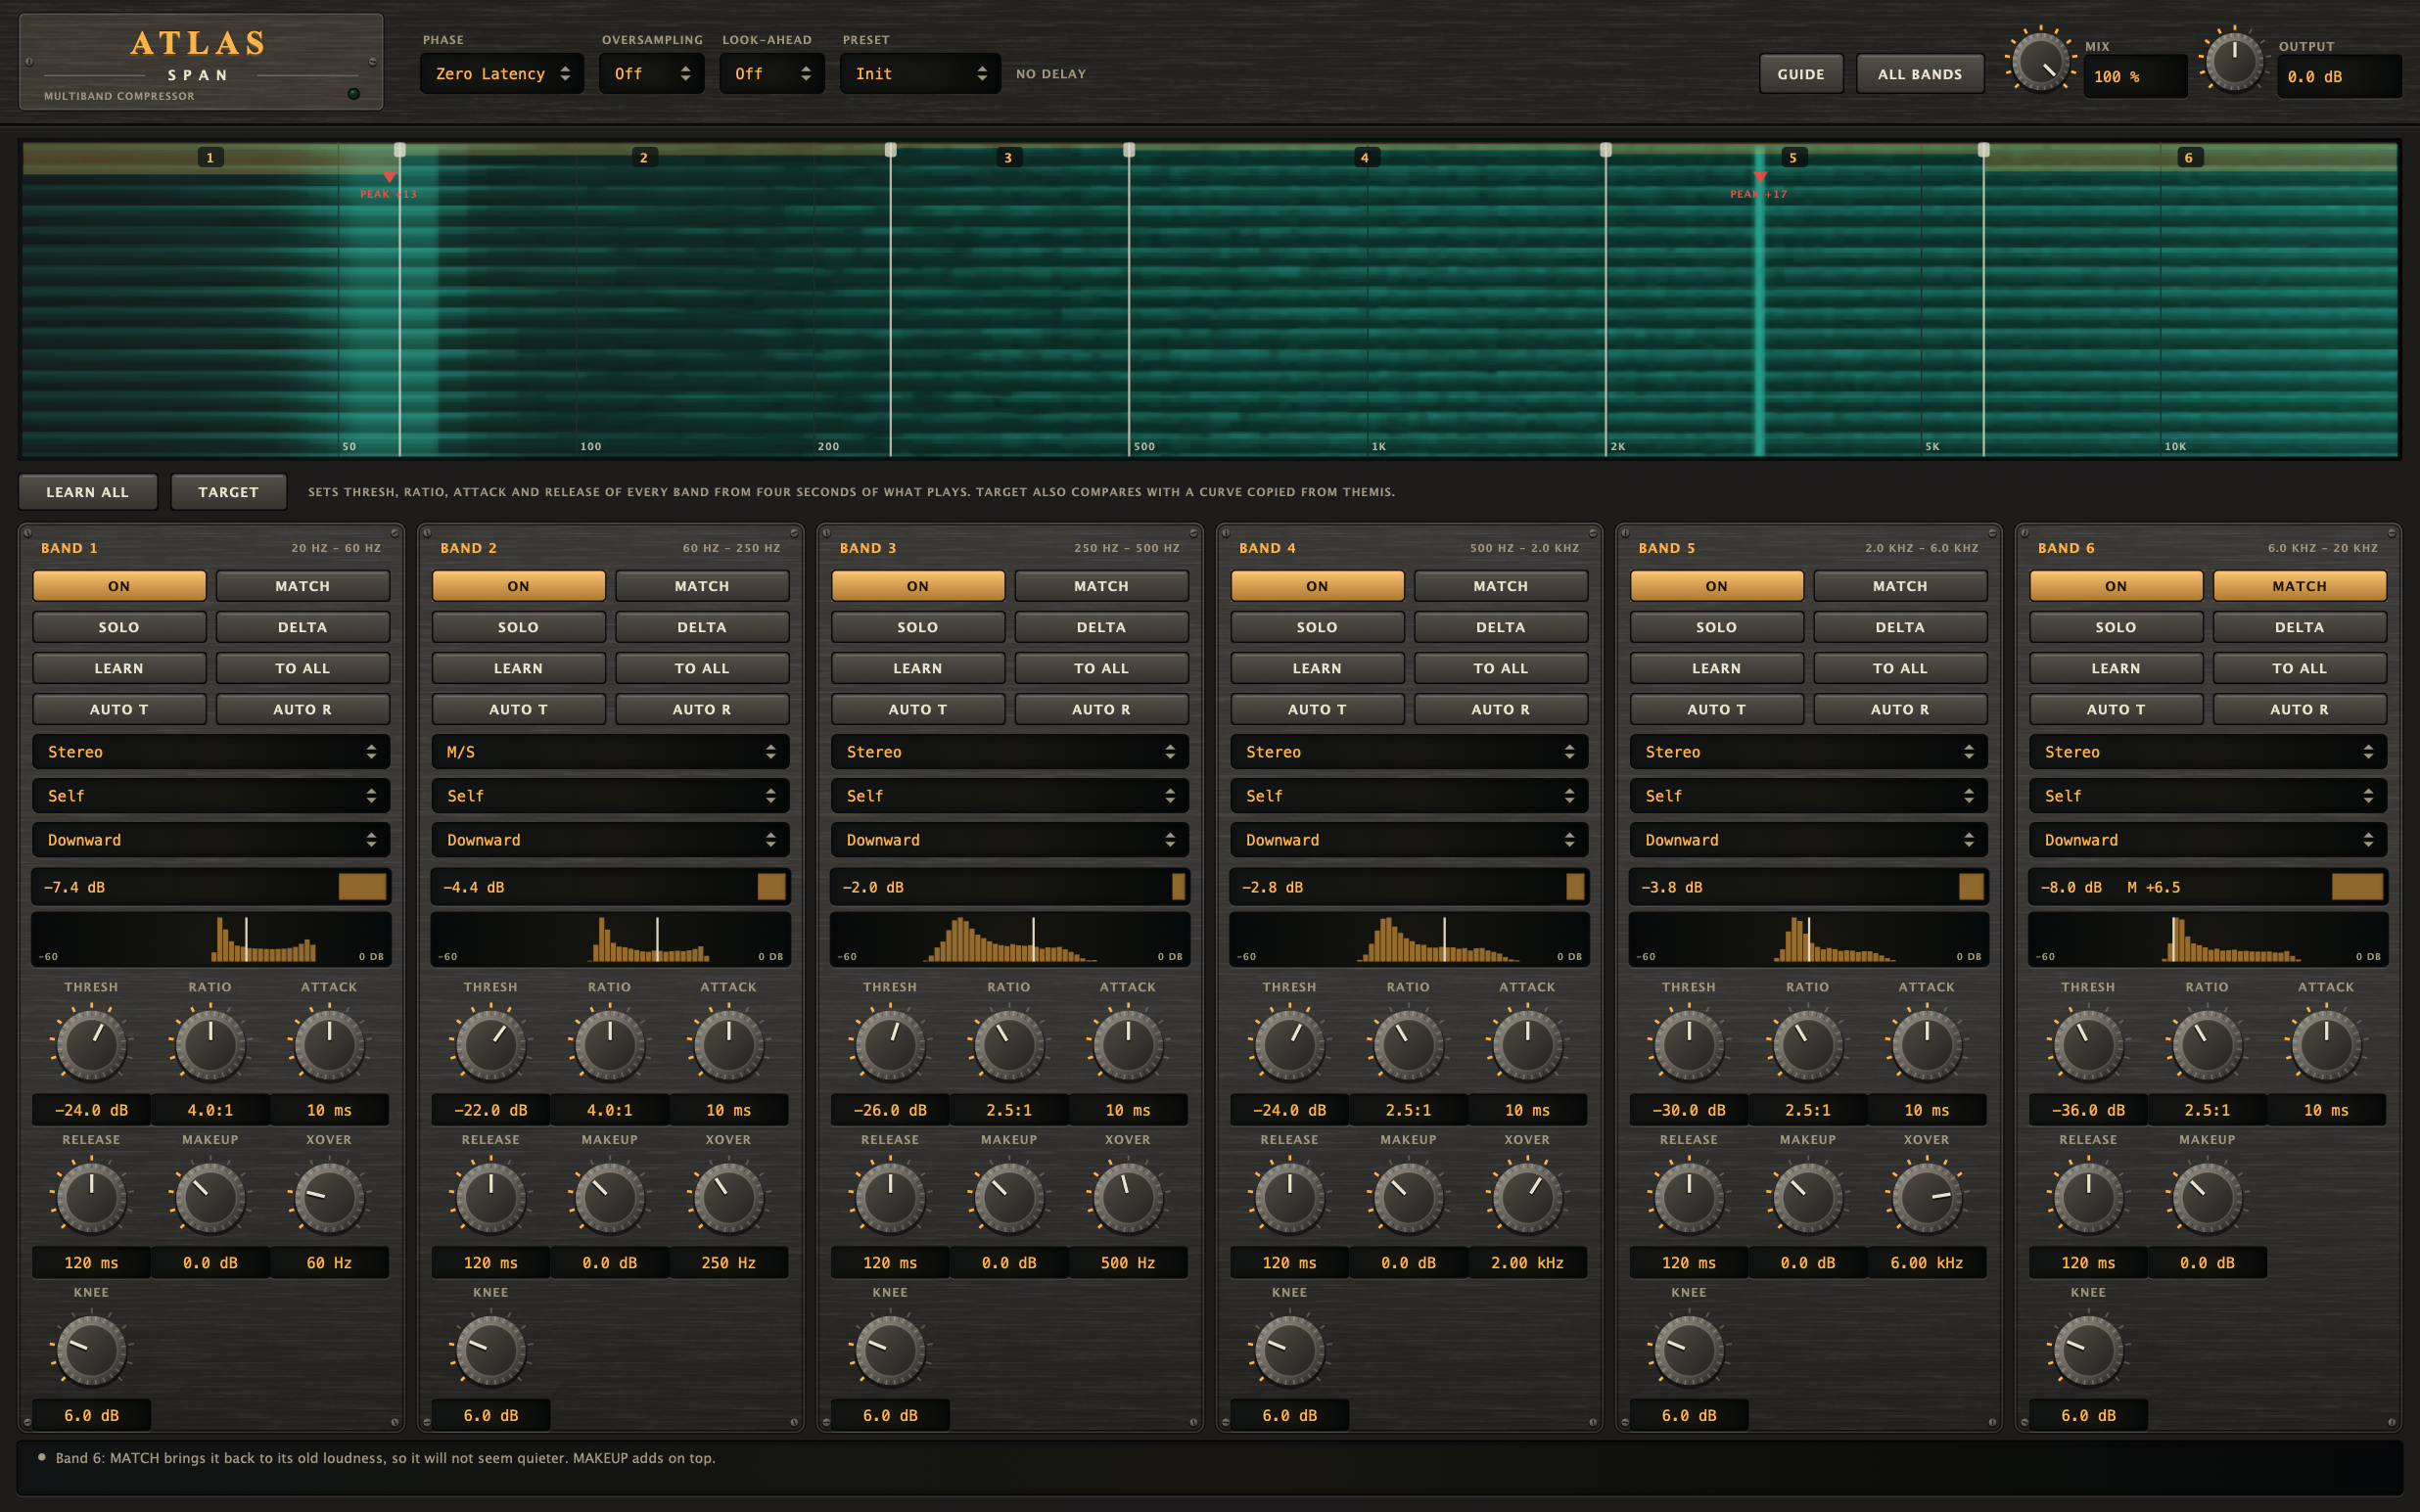 ATLAS
SPAN
MULTIBAND COMPRESSOR
PHASE OVERSAMPLING LOOK-AHEAD PRESET
Zero Latency Off Off Init NO DELAY
GUIDE ALL BANDS
MIX
100 %
OUTPUT
0.0 dB
1 2 3 4 5 6
PEAK +13 PEAK +17
50 100 200 500 1K 2K 5K 10K
LEARN ALL TARGET SETS THRESH, RATIO, ATTACK AND RELEASE OF EVERY BAND FROM FOUR SECONDS OF WHAT PLAYS. TARGET ALSO COMPARES WITH A CURVE COPIED FROM THEMIS.
BAND 1 20 HZ – 60 HZ
ON MATCH
SOLO DELTA
LEARN TO ALL
AUTO T AUTO R
Stereo
Self
Downward
-7.4 dB
-60 0 DB
THRESH RATIO ATTACK
-24.0 dB 4.0:1 10 ms
RELEASE MAKEUP XOVER
120 ms 0.0 dB 60 Hz
KNEE
6.0 dB
BAND 2 60 HZ – 250 HZ
ON MATCH
SOLO DELTA
LEARN TO ALL
AUTO T AUTO R
M/S
Self
Downward
-4.4 dB
-60 0 DB
THRESH RATIO ATTACK
-22.0 dB 4.0:1 10 ms
RELEASE MAKEUP XOVER
120 ms 0.0 dB 250 Hz
KNEE
6.0 dB
BAND 3 250 HZ – 500 HZ
ON MATCH
SOLO DELTA
LEARN TO ALL
AUTO T AUTO R
Stereo
Self
Downward
-2.0 dB
-60 0 DB
THRESH RATIO ATTACK
-26.0 dB 2.5:1 10 ms
RELEASE MAKEUP XOVER
120 ms 0.0 dB 500 Hz
KNEE
6.0 dB
BAND 4 500 HZ – 2.0 KHZ
ON MATCH
SOLO DELTA
LEARN TO ALL
AUTO T AUTO R
Stereo
Self
Downward
-2.8 dB
-60 0 DB
THRESH RATIO ATTACK
-24.0 dB 2.5:1 10 ms
RELEASE MAKEUP XOVER
120 ms 0.0 dB 2.00 kHz
KNEE
6.0 dB
BAND 5 2.0 KHZ – 6.0 KHZ
ON MATCH
SOLO DELTA
LEARN TO ALL
AUTO T AUTO R
Stereo
Self
Downward
-3.8 dB
-60 0 DB
THRESH RATIO ATTACK
-30.0 dB 2.5:1 10 ms
RELEASE MAKEUP XOVER
120 ms 0.0 dB 6.00 kHz
KNEE
6.0 dB
BAND 6 6.0 KHZ – 20 KHZ
ON MATCH
SOLO DELTA
LEARN TO ALL
AUTO T AUTO R
Stereo
Self
Downward
-8.0 dB M +6.5
-60 0 DB
THRESH RATIO ATTACK
-36.0 dB 2.5:1 10 ms
RELEASE MAKEUP
120 ms 0.0 dB
KNEE
6.0 dB
Band 6: MATCH brings it back to its old loudness, so it will not seem quieter. MAKEUP adds on top.